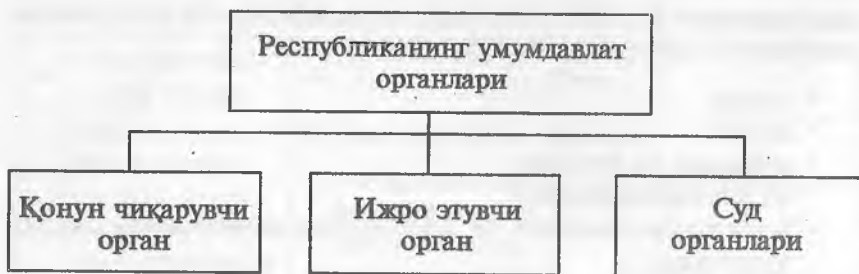 Республиканинг умумдавлат
органлари
Қонун чиқарувчи
орган
Ижро этувчи
орган
Суд
органлари